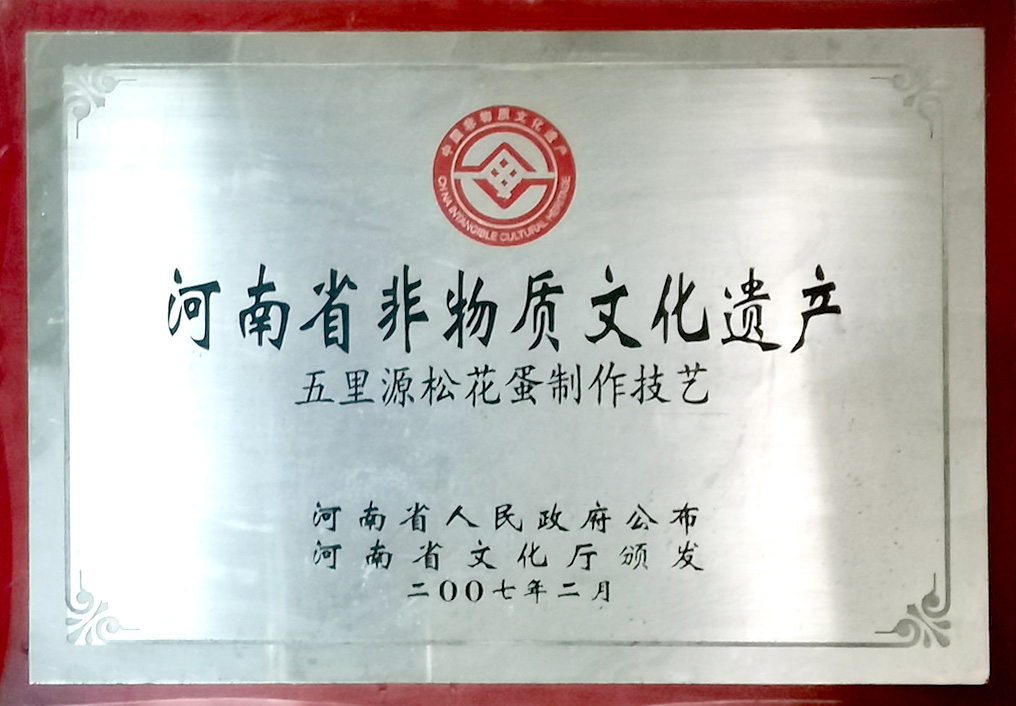 中国非物质文化遗产
CHINA INTANGIBLE CULTURAL HERITAGE
河南省非物质文化遗产
五里源松花蛋制作技艺
河南省人民政府公布
河南省文化厅颁发
二〇〇七年二月